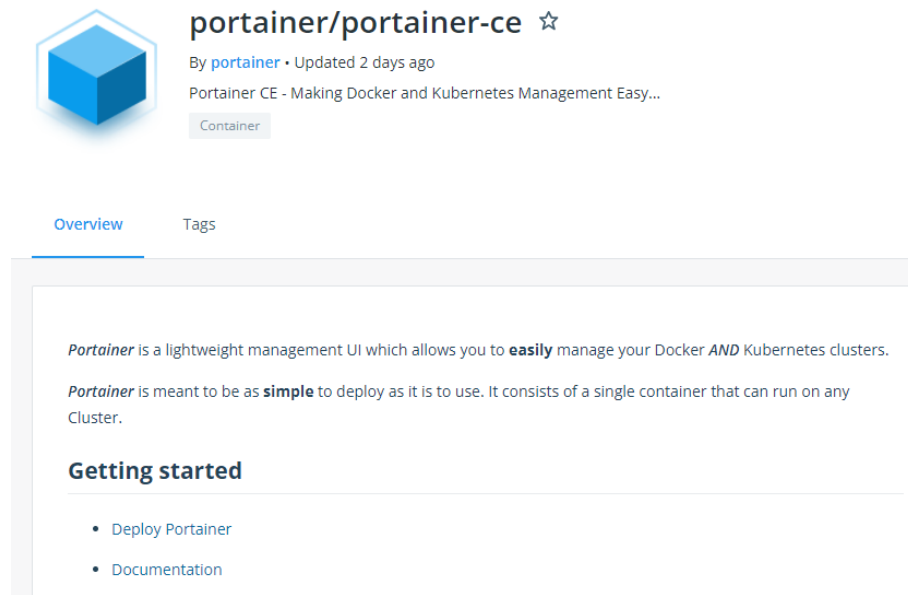 portainer/portainer-ce
By portainer • Updated 2 days ago
Portainer CE - Making Docker and Kubernetes Management Easy...
Container
Overview Tags
Portainer is a lightweight management UI which allows you to easily manage your Docker AND Kubernetes clusters.
Portainer is meant to be as simple to deploy as it is to use. It consists of a single container that can run on any
Cluster.
Getting started
• Deploy Portainer
• Documentation